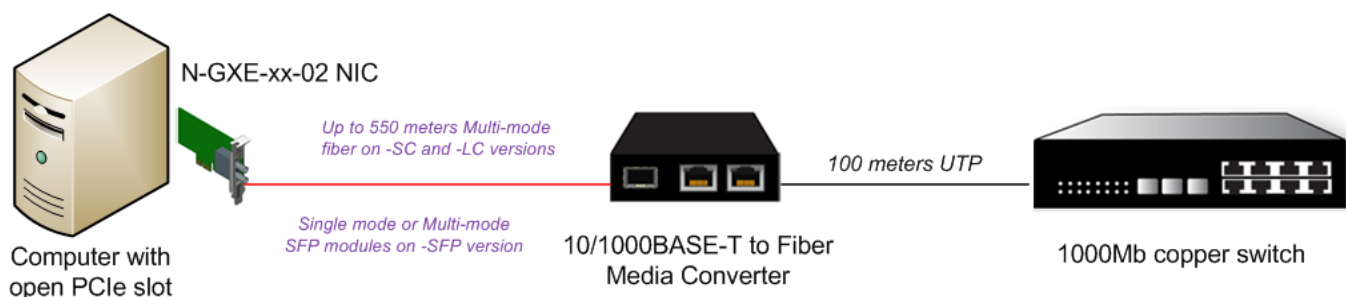 N-GXE-xx-02 NIC
Up to 550 meters Multi-mode
fiber on -SC and -LC versions
Single mode or Multi-mode
SFP modules on -SFP version
100 meters UTP
Computer with
open PCIe slot
10/1000BASE-T to Fiber
Media Converter
1000Mb copper switch